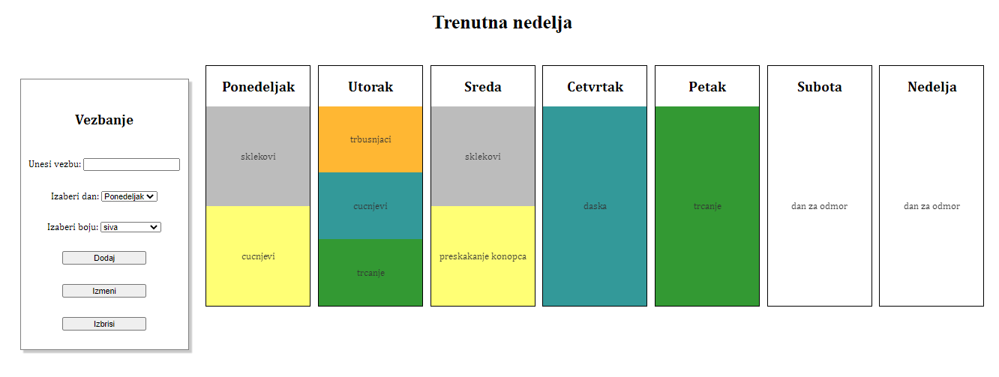 Trenutna nedelja
Vezbanje
Unesi vezbu:
Izaberi dan: Ponedeljak
Izaberi boju: siva
Dodaj
Izmeni
Izbrisi
Ponedeljak
sklekovi
cucnjevi
Utorak
trbusnjaci
cucnjevi
trcanje
Sreda
sklekovi
preskakanje konopca
Cetvrtak
daska
Petak
trcanje
Subota
dan za odmor
Nedelja
dan za odmor